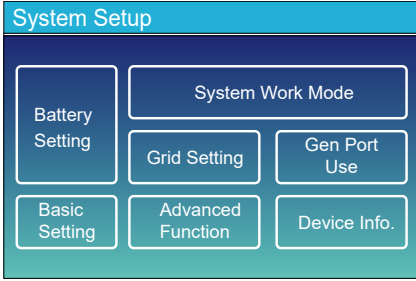 System Setup
Battery
Setting
System Work Mode
Grid Setting
Gen Port
Use
Basic
Setting
Advanced
Function
Device Info.